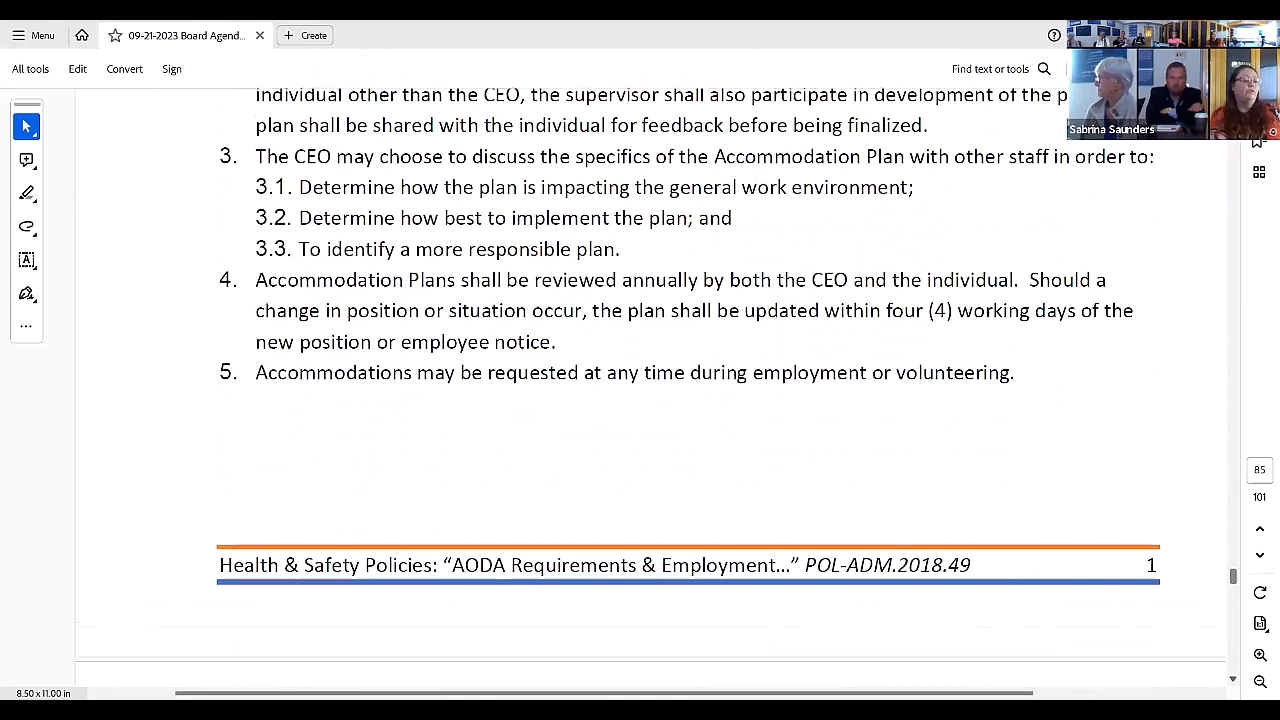 Menu
09-21-2023 Board Agend...
Create
All tools
Edit
Convert
Sign
Find text or tools
Sabrina Saunders
individual other than the CEO, the supervisor shall also participate in development of the p
plan shall be shared with the individual for feedback before being finalized.
3. The CEO may choose to discuss the specifics of the Accommodation Plan with other staff in order to:
3.1. Determine how the plan is impacting the general work environment;
3.2. Determine how best to implement the plan; and
3.3. To identify a more responsible plan.
4. Accommodation Plans shall be reviewed annually by both the CEO and the individual. Should a
change in position or situation occur, the plan shall be updated within four (4) working days of the
new position or employee notice.
5. Accommodations may be requested at any time during employment or volunteering.
85
101
Health & Safety Policies: “AODA Requirements & Employment...” POL-ADM.2018.49 1
8.50 x 11.00 in